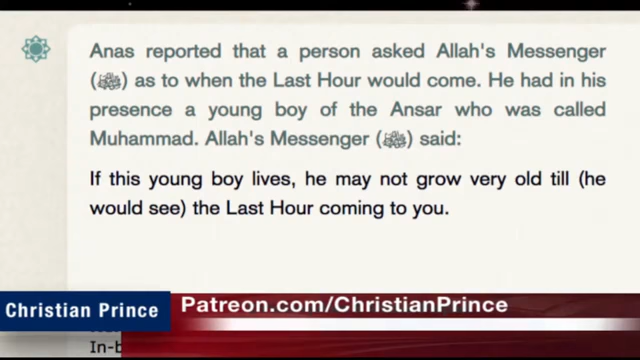 Anas reported that a person asked Allah's Messenger
(ﷺ) as to when the Last Hour would come. He had in his
presence a young boy of the Ansar who was called
Muhammad. Allah's Messenger (ﷺ) said:
If this young boy lives, he may not grow very old till (he
would see) the Last Hour coming to you.
Christian Prince
Patreon.com/ChristianPrince
In-b